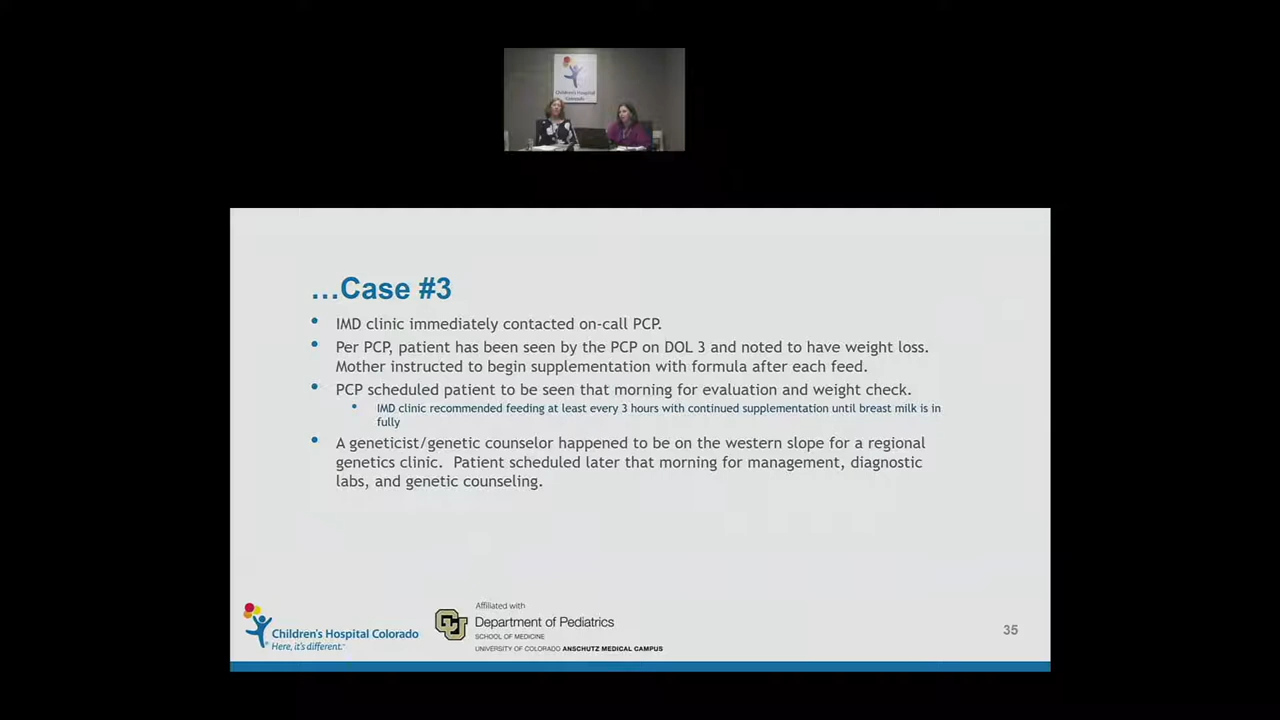 Children's Hospital
Colorado
…Case #3
• IMD clinic immediately contacted on-call PCP.
• Per PCP, patient has been seen by the PCP on DOL 3 and noted to have weight loss.
Mother instructed to begin supplementation with formula after each feed.
• PCP scheduled patient to be seen that morning for evaluation and weight check.
• IMD clinic recommended feeding at least every 3 hours with continued supplementation until breast milk is in
fully
• A geneticist/genetic counselor happened to be on the western slope for a regional
genetics clinic.  Patient scheduled later that morning for management, diagnostic
labs, and genetic counseling.
Children's Hospital Colorado
Here, it's different.™
Affiliated with
Department of Pediatrics
SCHOOL OF MEDICINE
UNIVERSITY OF COLORADO ANSCHUTZ MEDICAL CAMPUS
35